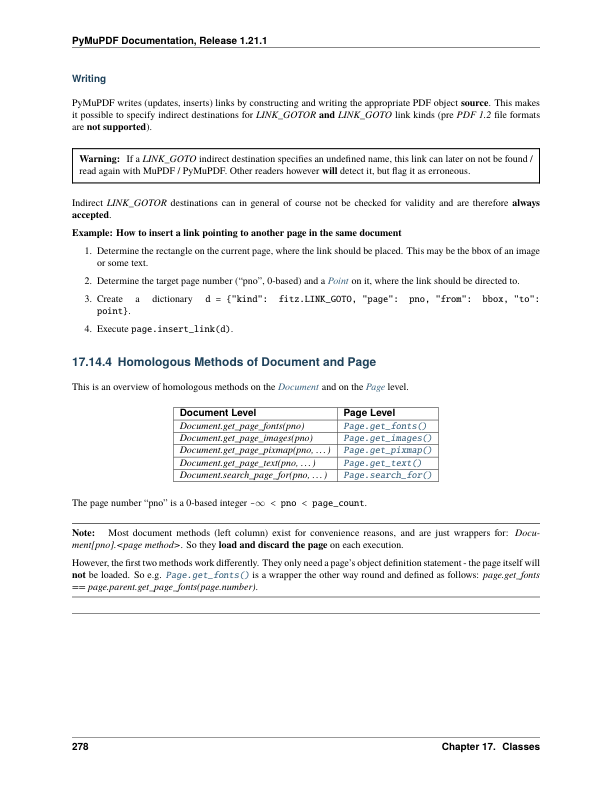 PyMuPDF Documentation, Release 1.21.1
Writing
PyMuPDF writes (updates, inserts) links by constructing and writing the appropriate PDF object source. This makes
it possible to specify indirect destinations for LINK_GOTOR and LINK_GOTO link kinds (pre PDF 1.2 file formats
are not supported).
Warning: If a LINK_GOTO indirect destination specifies an undefined name, this link can later on not be found /
read again with MuPDF / PyMuPDF. Other readers however will detect it, but flag it as erroneous.
Indirect LINK_GOTOR destinations can in general of course not be checked for validity and are therefore always
accepted.
Example: How to insert a link pointing to another page in the same document
1. Determine the rectangle on the current page, where the link should be placed. This may be the bbox of an image
or some text.
2. Determine the target page number (“pno”, 0-based) and a Point on it, where the link should be directed to.
3. Create a dictionary d = {"kind": fitz.LINK_GOTO, "page": pno, "from": bbox, "to":
point}.
4. Execute page.insert_link(d).
17.14.4 Homologous Methods of Document and Page
This is an overview of homologous methods on the Document and on the Page level.
Document Level Page Level
Document.get_page_fonts(pno) Page.get_fonts()
Document.get_page_images(pno) Page.get_images()
Document.get_page_pixmap(pno, ...) Page.get_pixmap()
Document.get_page_text(pno, ...) Page.get_text()
Document.search_page_for(pno, ...) Page.search_for()
The page number “pno” is a 0-based integer -∞ < pno < page_count.
Note: Most document methods (left column) exist for convenience reasons, and are just wrappers for: Docu-
ment[pno].<page method>. So they load and discard the page on each execution.
However, the first two methods work differently. They only need a page’s object definition statement - the page itself will
not be loaded. So e.g. Page.get_fonts() is a wrapper the other way round and defined as follows: page.get_fonts
== page.parent.get_page_fonts(page.number).
278 Chapter 17. Classes